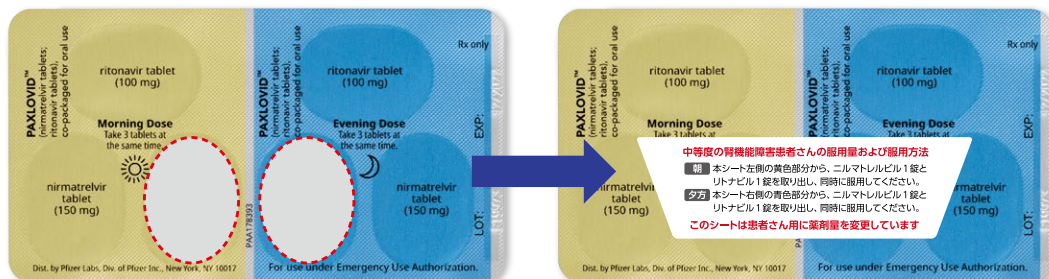 PAXLOVID™
(nirmatrelvir tablets;
ritonavir tablets),
co-packaged for oral use
ritonavir tablet
(100 mg)
Morning Dose
Take 3 tablets at
the same time.
nirmatrelvir
tablet
(150 mg)
Dist. by Pfizer Labs, Div. of Pfizer Inc., New York, NY 10017
PAA178393
PAXLOVID™
(nirmatrelvir tablets;
ritonavir tablets),
co-packaged for oral use
Rx only
ritonavir tablet
(100 mg)
Evening Dose
Take 3 tablets at
the same time.
nirmatrelvir
tablet
(150 mg)
EXP:
LOT:
For use under Emergency Use Authorization.
PAXLOVID™
(nirmatrelvir tablets;
ritonavir tablets),
co-packaged for oral use
ritonavir tablet
(100 mg)
Morning Dose
Take 3 tablets at
PAXLOVID™
(nirmatrelvir tablets;
ritonavir tablets),
co-packaged for oral use
Rx only
ritonavir tablet
(100 mg)
Evening Dose
Take 3 tablets at
EXP:
LOT:
中等度の腎機能障害患者さんの服用量および服用方法
朝 本シート左側の黄色部分から、ニルマトレルビル1錠と
リトナビル1錠を取り出し、同時に服用してください。
夕方 本シート右側の青色部分から、ニルマトレルビル1錠と
リトナビル1錠を取り出し、同時に服用してください。
このシートは患者さん用に薬剤量を変更しています
tablet
(150 mg)
tablet
(150 mg)
Dist. by Pfizer Labs, Div. of Pfizer Inc., New York, NY 10017
For use under Emergency Use Authorization.